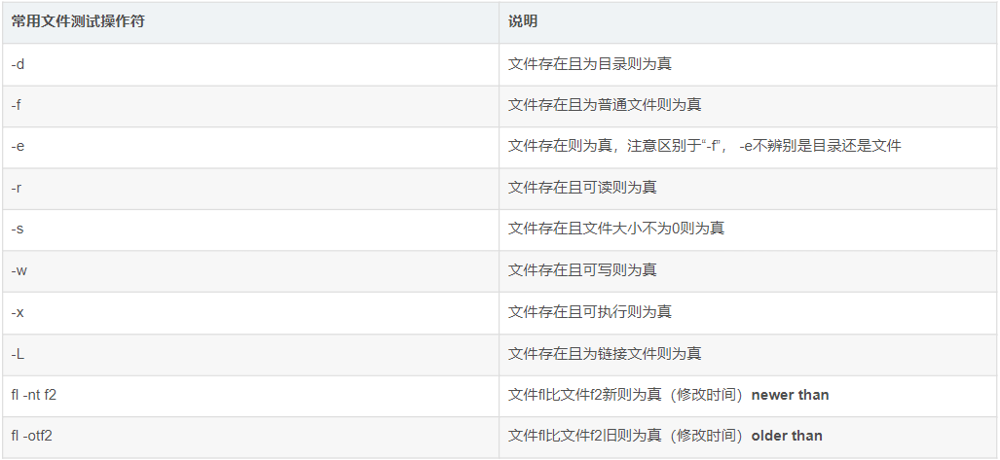 常用文件测试操作符 说明
-d 文件存在且为目录则为真
-f 文件存在且为普通文件则为真
-e 文件存在则为真，注意区别于“-f”， -e不辨别是目录还是文件
-r 文件存在且可读则为真
-s 文件存在且文件大小不为0则为真
-w 文件存在且可写则为真
-x 文件存在且可执行则为真
-L 文件存在且为链接文件则为真
fl -nt f2 文件fl比文件f2新则为真（修改时间）newer than
fl -otf2 文件fl比文件f2旧则为真（修改时间）older than